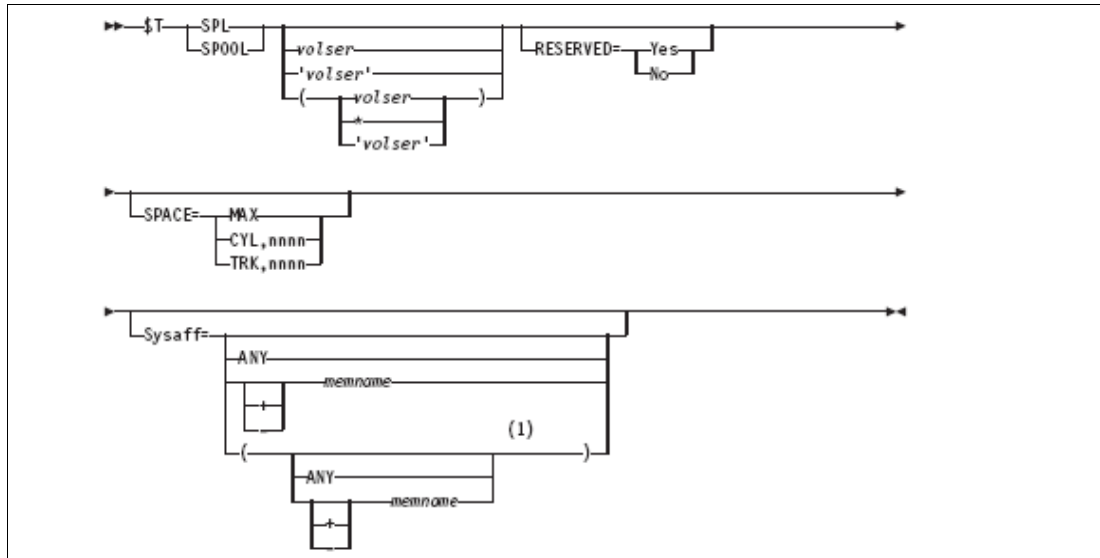 $T SPL
SPOOL
volser
'volser'
( volser )
*
'volser'
RESERVED= Yes
No
SPACE= MAX
CYL,nnnn
TRK,nnnn
Sysaff=
ANY
memname
+
-
(1)
( )
ANY
memname
+
-